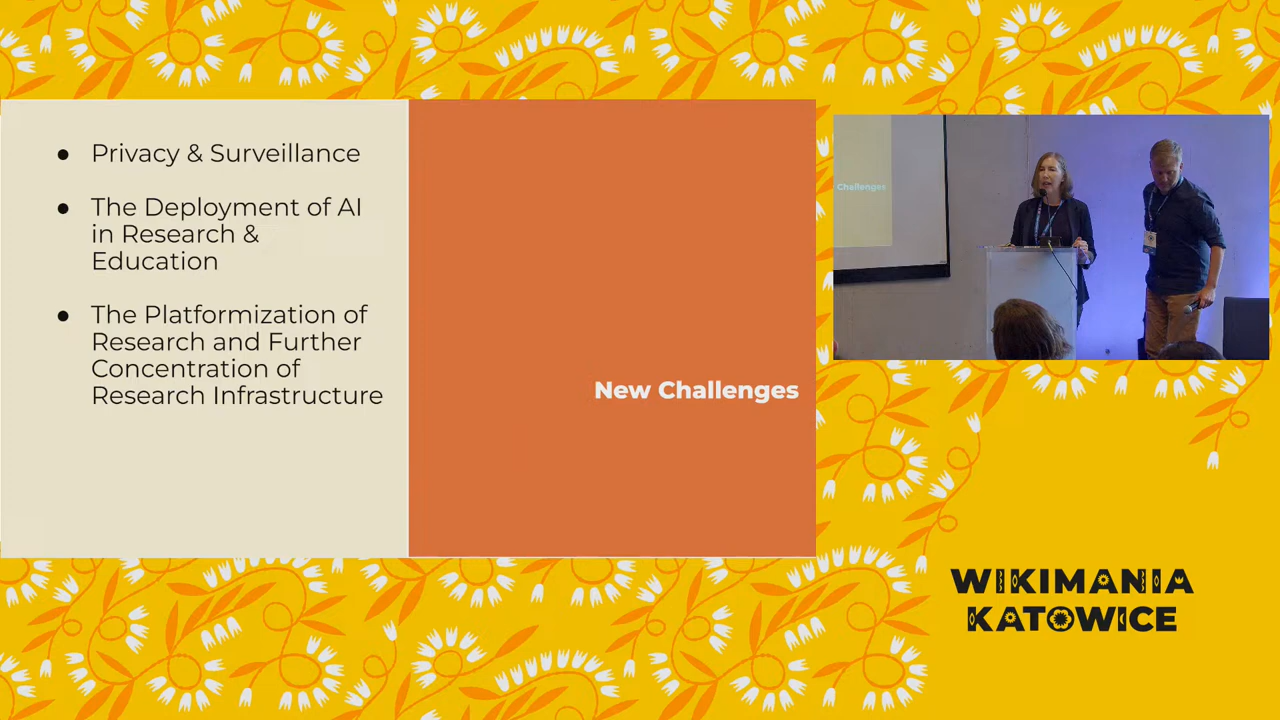 ● Privacy & Surveillance
● The Deployment of AI
in Research &
Education
● The Platformization of
Research and Further
Concentration of
Research Infrastructure
New Challenges
Challenges
WIKIMANIA
KATOWICE